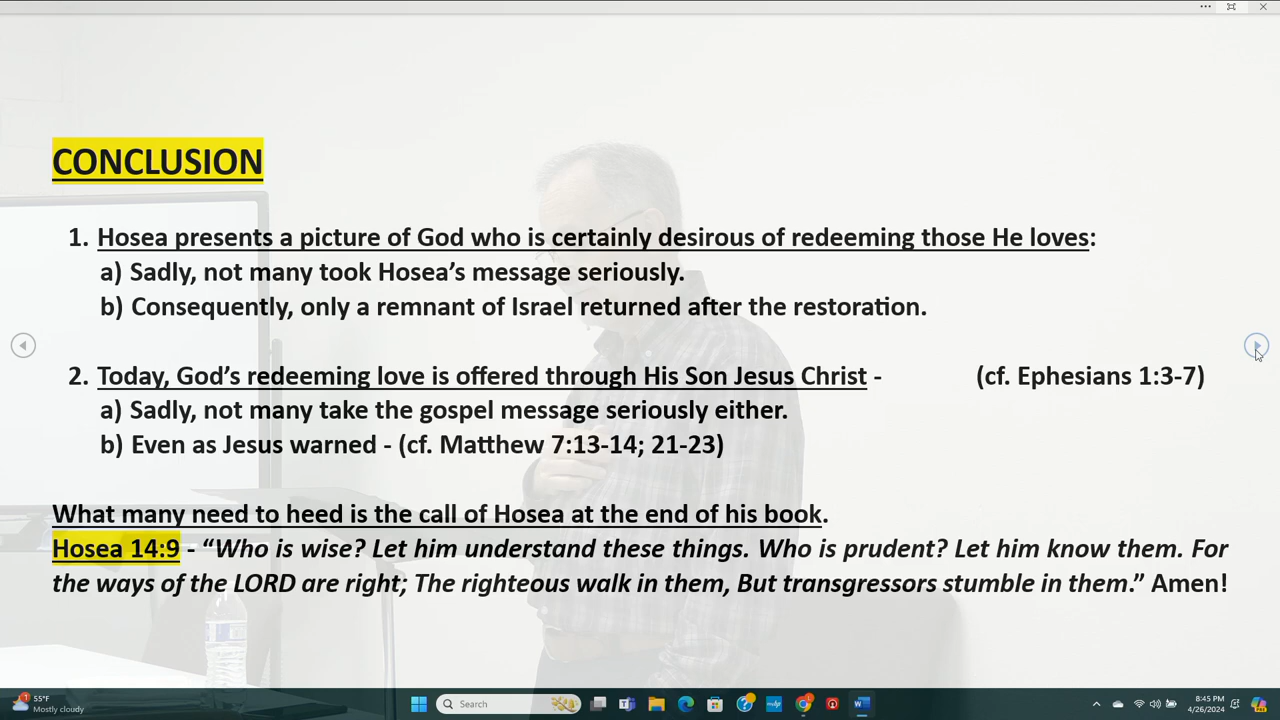 CONCLUSION
1. Hosea presents a picture of God who is certainly desirous of redeeming those He loves:
a) Sadly, not many took Hosea’s message seriously.
b) Consequently, only a remnant of Israel returned after the restoration.
2. Today, God’s redeeming love is offered through His Son Jesus Christ - (cf. Ephesians 1:3-7)
a) Sadly, not many take the gospel message seriously either.
b) Even as Jesus warned - (cf. Matthew 7:13-14; 21-23)
What many need to heed is the call of Hosea at the end of his book.
Hosea 14:9 - “Who is wise? Let him understand these things. Who is prudent? Let him know them. For
the ways of the LORD are right; The righteous walk in them, But transgressors stumble in them.” Amen!
1
55°F
Mostly cloudy
Search
8:45 PM
4/26/2024